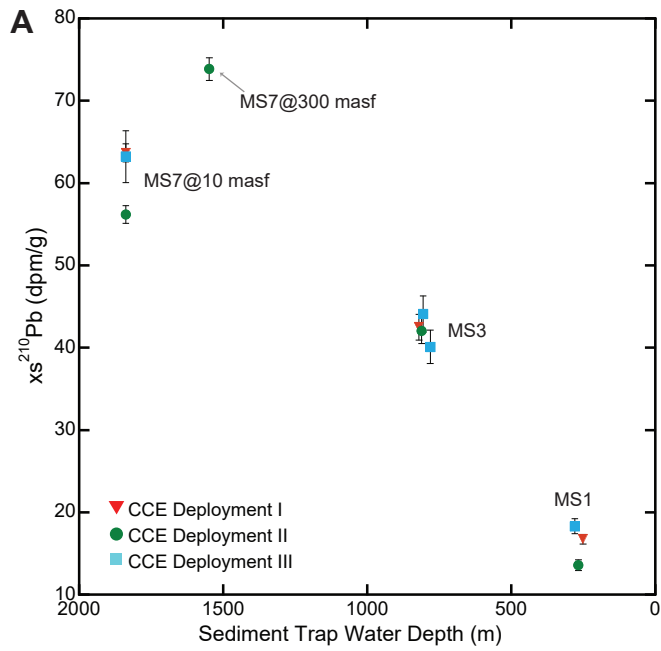 A
80
70
60
50
40
30
20
10
xs²¹⁰Pb (dpm/g)
MS7@300 masf
MS7@10 masf
MS3
MS1
CCE Deployment I
CCE Deployment II
CCE Deployment III
2000 1500 1000 500 0
Sediment Trap Water Depth (m)